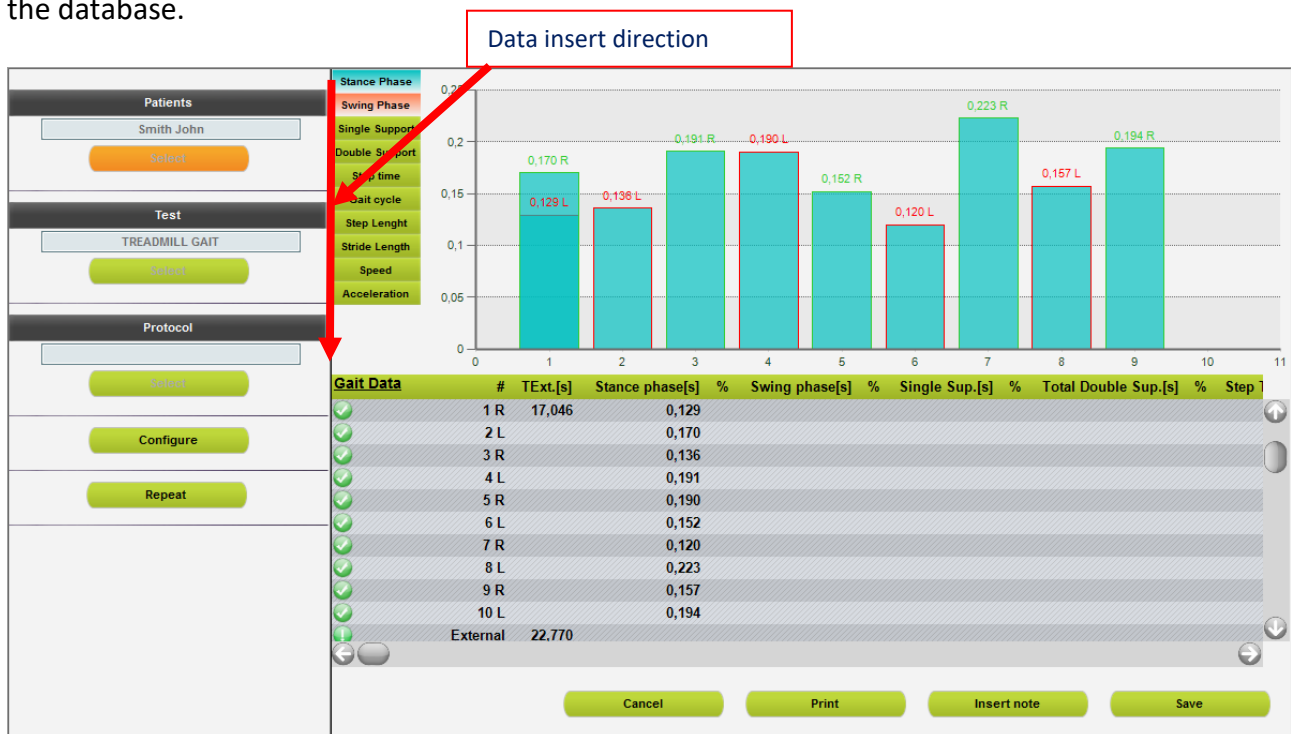 the database.
Data insert direction
Patients
Smith John
Select
Test
TREADMILL GAIT
Select
Protocol
Select
Configure
Repeat
Stance Phase
Swing Phase
Single Support
Double Support
Step time
Gait cycle
Step Lenght
Stride Length
Speed
Acceleration
0,25
0,2
0,15
0,1
0,05
0
0,170 R
0,129 L
0,136 L
0,191 R
0,190 L
0,152 R
0,120 L
0,223 R
0,157 L
0,194 R
0 1 2 3 4 5 6 7 8 9 10 11
Gait Data # TExt.[s] Stance phase[s] % Swing phase[s] % Single Sup.[s] % Total Double Sup.[s] % Step
1 R 17,046 0,129
2 L 0,170
3 R 0,136
4 L 0,191
5 R 0,190
6 L 0,152
7 R 0,120
8 L 0,223
9 R 0,157
10 L 0,194
External 22,770
Cancel Print Insert note Save